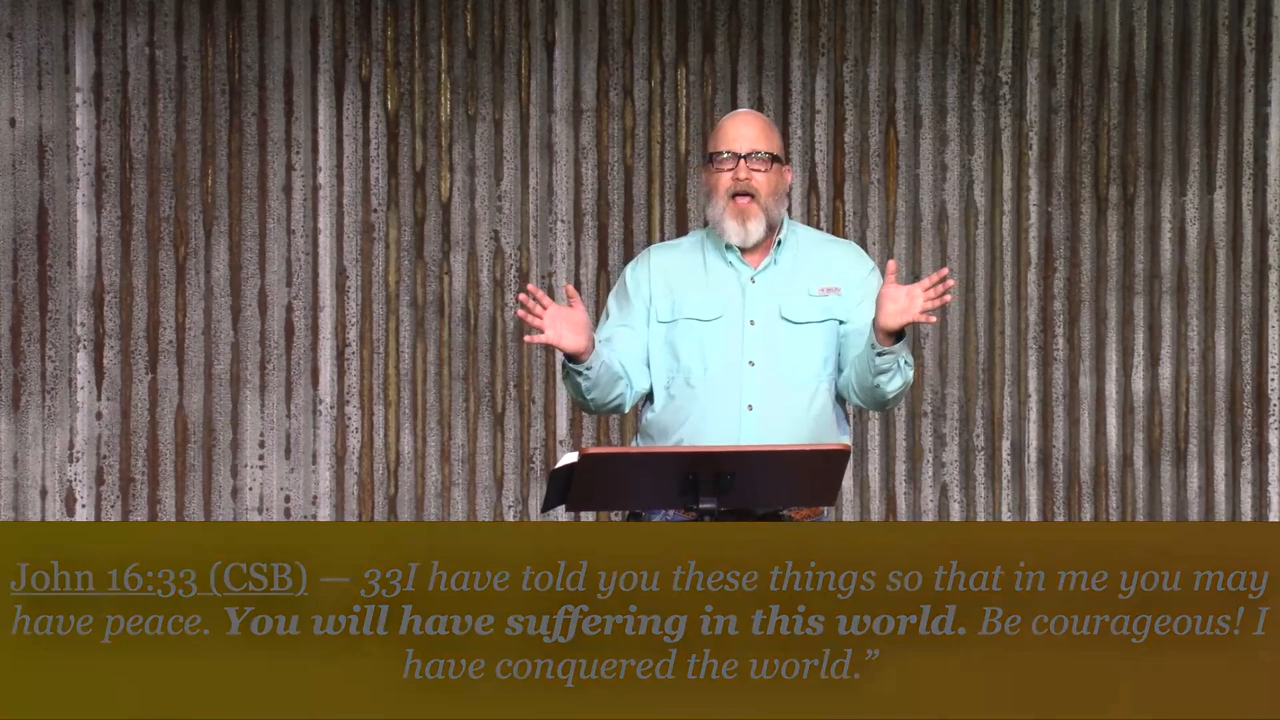 John 16:33 (CSB) — 33I have told you these things so that in me you may
have peace. You will have suffering in this world. Be courageous! I
have conquered the world.”